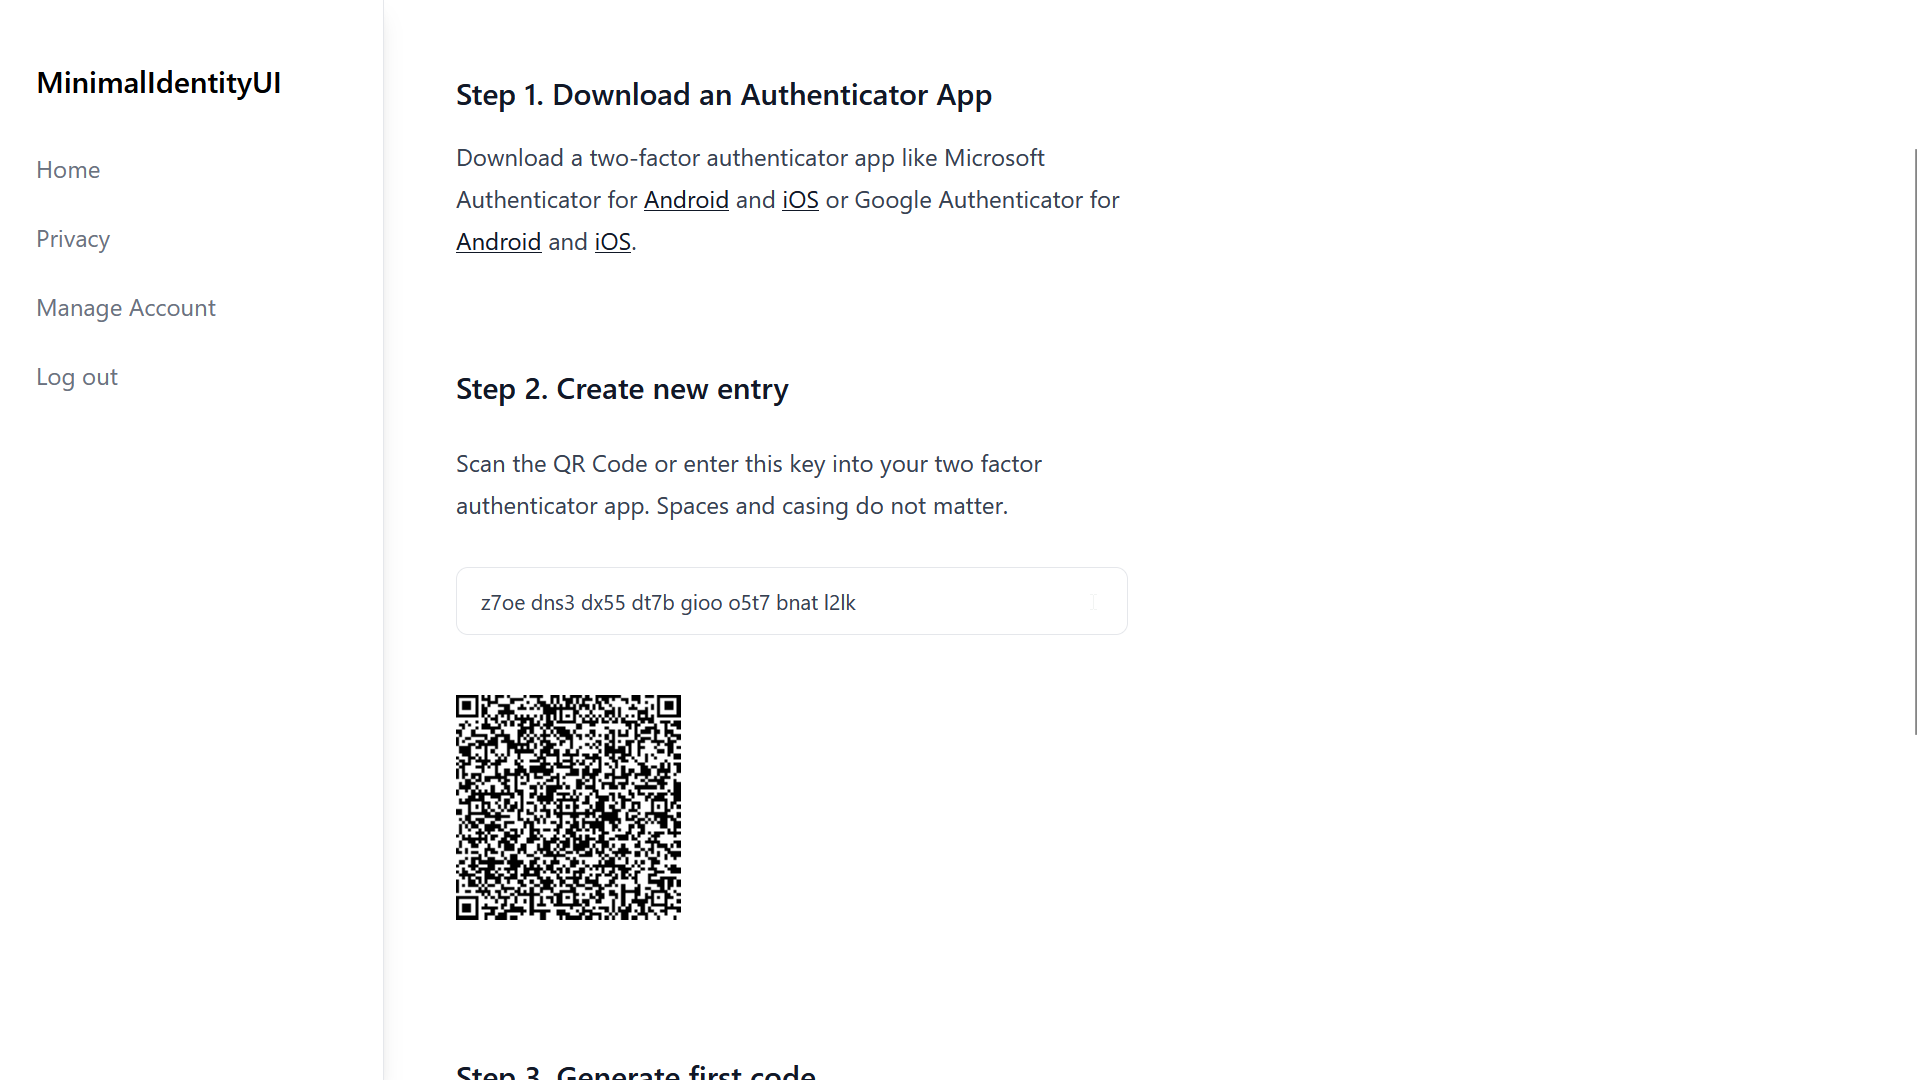 MinimalIdentityUI
Home
Privacy
Manage Account
Log out
Step 1. Download an Authenticator App
Download a two-factor authenticator app like Microsoft
Authenticator for Android and iOS or Google Authenticator for
Android and iOS.
Step 2. Create new entry
Scan the QR Code or enter this key into your two factor
authenticator app. Spaces and casing do not matter.
z7oe dns3 dx55 dt7b gioo o5t7 bnat l2lk
Step 3. Generate first code